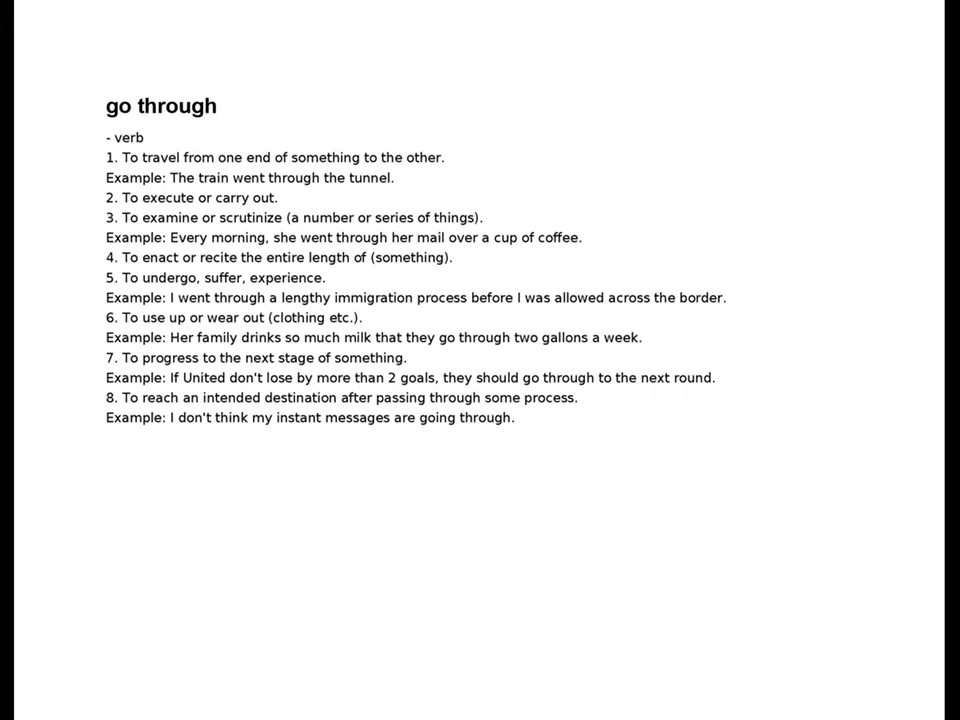 go through
- verb
1. To travel from one end of something to the other.
Example: The train went through the tunnel.
2. To execute or carry out.
3. To examine or scrutinize (a number or series of things).
Example: Every morning, she went through her mail over a cup of coffee.
4. To enact or recite the entire length of (something).
5. To undergo, suffer, experience.
Example: I went through a lengthy immigration process before I was allowed across the border.
6. To use up or wear out (clothing etc.).
Example: Her family drinks so much milk that they go through two gallons a week.
7. To progress to the next stage of something.
Example: If United don't lose by more than 2 goals, they should go through to the next round.
8. To reach an intended destination after passing through some process.
Example: I don't think my instant messages are going through.